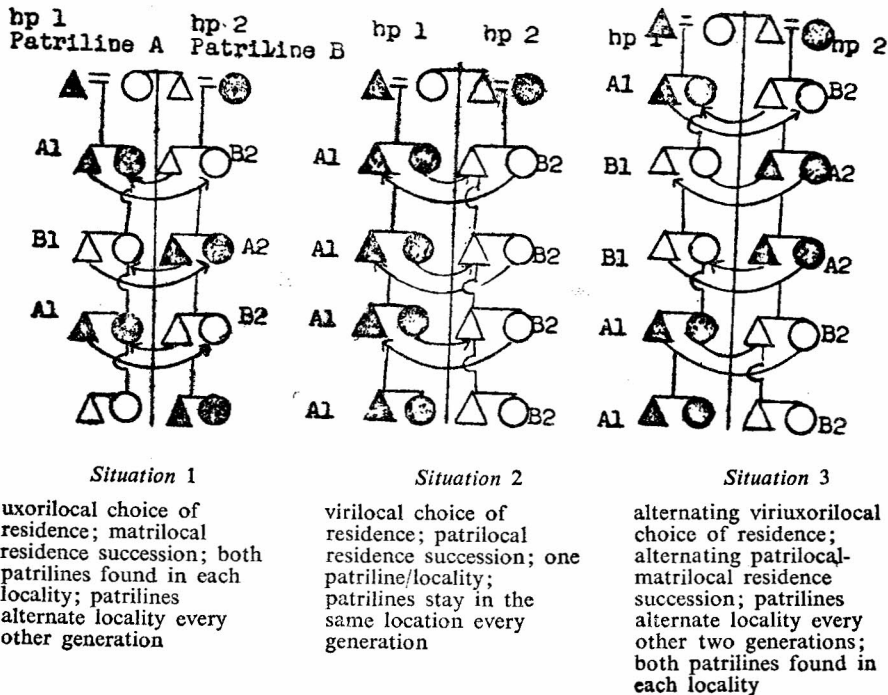 hp 1
Patriline A
hp 2
Patriline B
A1
B2
B1
A2
A1
B2
hp 1
hp 2
A1
B2
A1
B2
A1
B2
A1
B2
hp 1
hp 2
A1
B2
B1
A2
B1
A2
A1
B2
A1
B2
Situation 1
uxorilocal choice of
residence; matrilocal
residence succession; both
patrilines found in each
locality; patrilines
alternate locality every
other generation
Situation 2
virilocal choice of
residence; patrilocal
residence succession; one
patriline/locality;
patrilines stay in the
same location every
generation
Situation 3
alternating viriuxorilocal
choice of residence;
alternating patrilocal-
matrilocal residence
succession; patrilines
alternate locality every
other two generations;
both patrilines found in
each locality